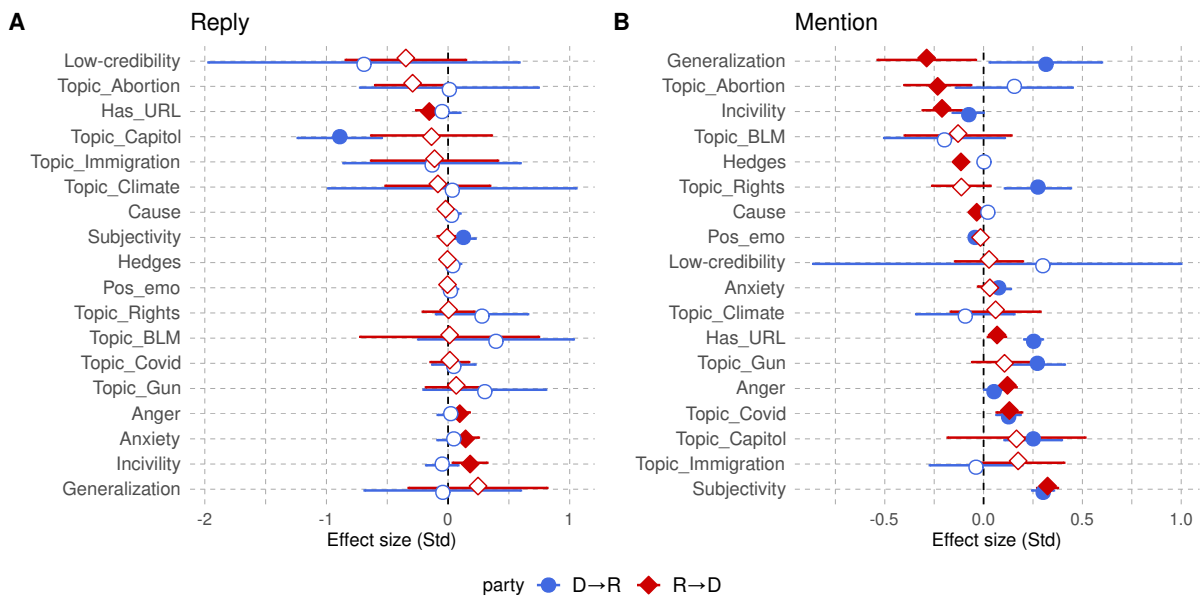 A Reply
Low-credibility
Topic_Abortion
Has_URL
Topic_Capitol
Topic_Immigration
Topic_Climate
Cause
Subjectivity
Hedges
Pos_emo
Topic_Rights
Topic_BLM
Topic_Covid
Topic_Gun
Anger
Anxiety
Incivility
Generalization
-2 -1 0 1
Effect size (Std)
B Mention
Generalization
Topic_Abortion
Incivility
Topic_BLM
Hedges
Topic_Rights
Cause
Pos_emo
Low-credibility
Anxiety
Topic_Climate
Has_URL
Topic_Gun
Anger
Topic_Covid
Topic_Capitol
Topic_Immigration
Subjectivity
-0.5 0.0 0.5 1.0
Effect size (Std)
party D→R R→D